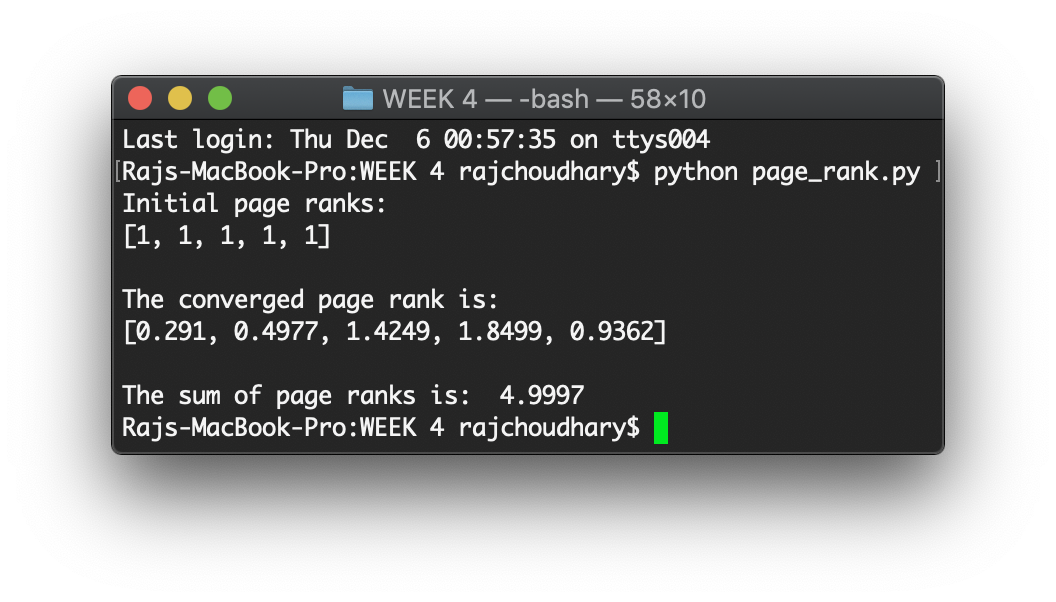 WEEK 4 — -bash — 58×10
Last login: Thu Dec  6 00:57:35 on ttys004
[Rajs-MacBook-Pro:WEEK 4 rajchoudhary$ python page_rank.py ]
Initial page ranks:
[1, 1, 1, 1, 1]
The converged page rank is:
[0.291, 0.4977, 1.4249, 1.8499, 0.9362]
The sum of page ranks is:  4.9997
Rajs-MacBook-Pro:WEEK 4 rajchoudhary$